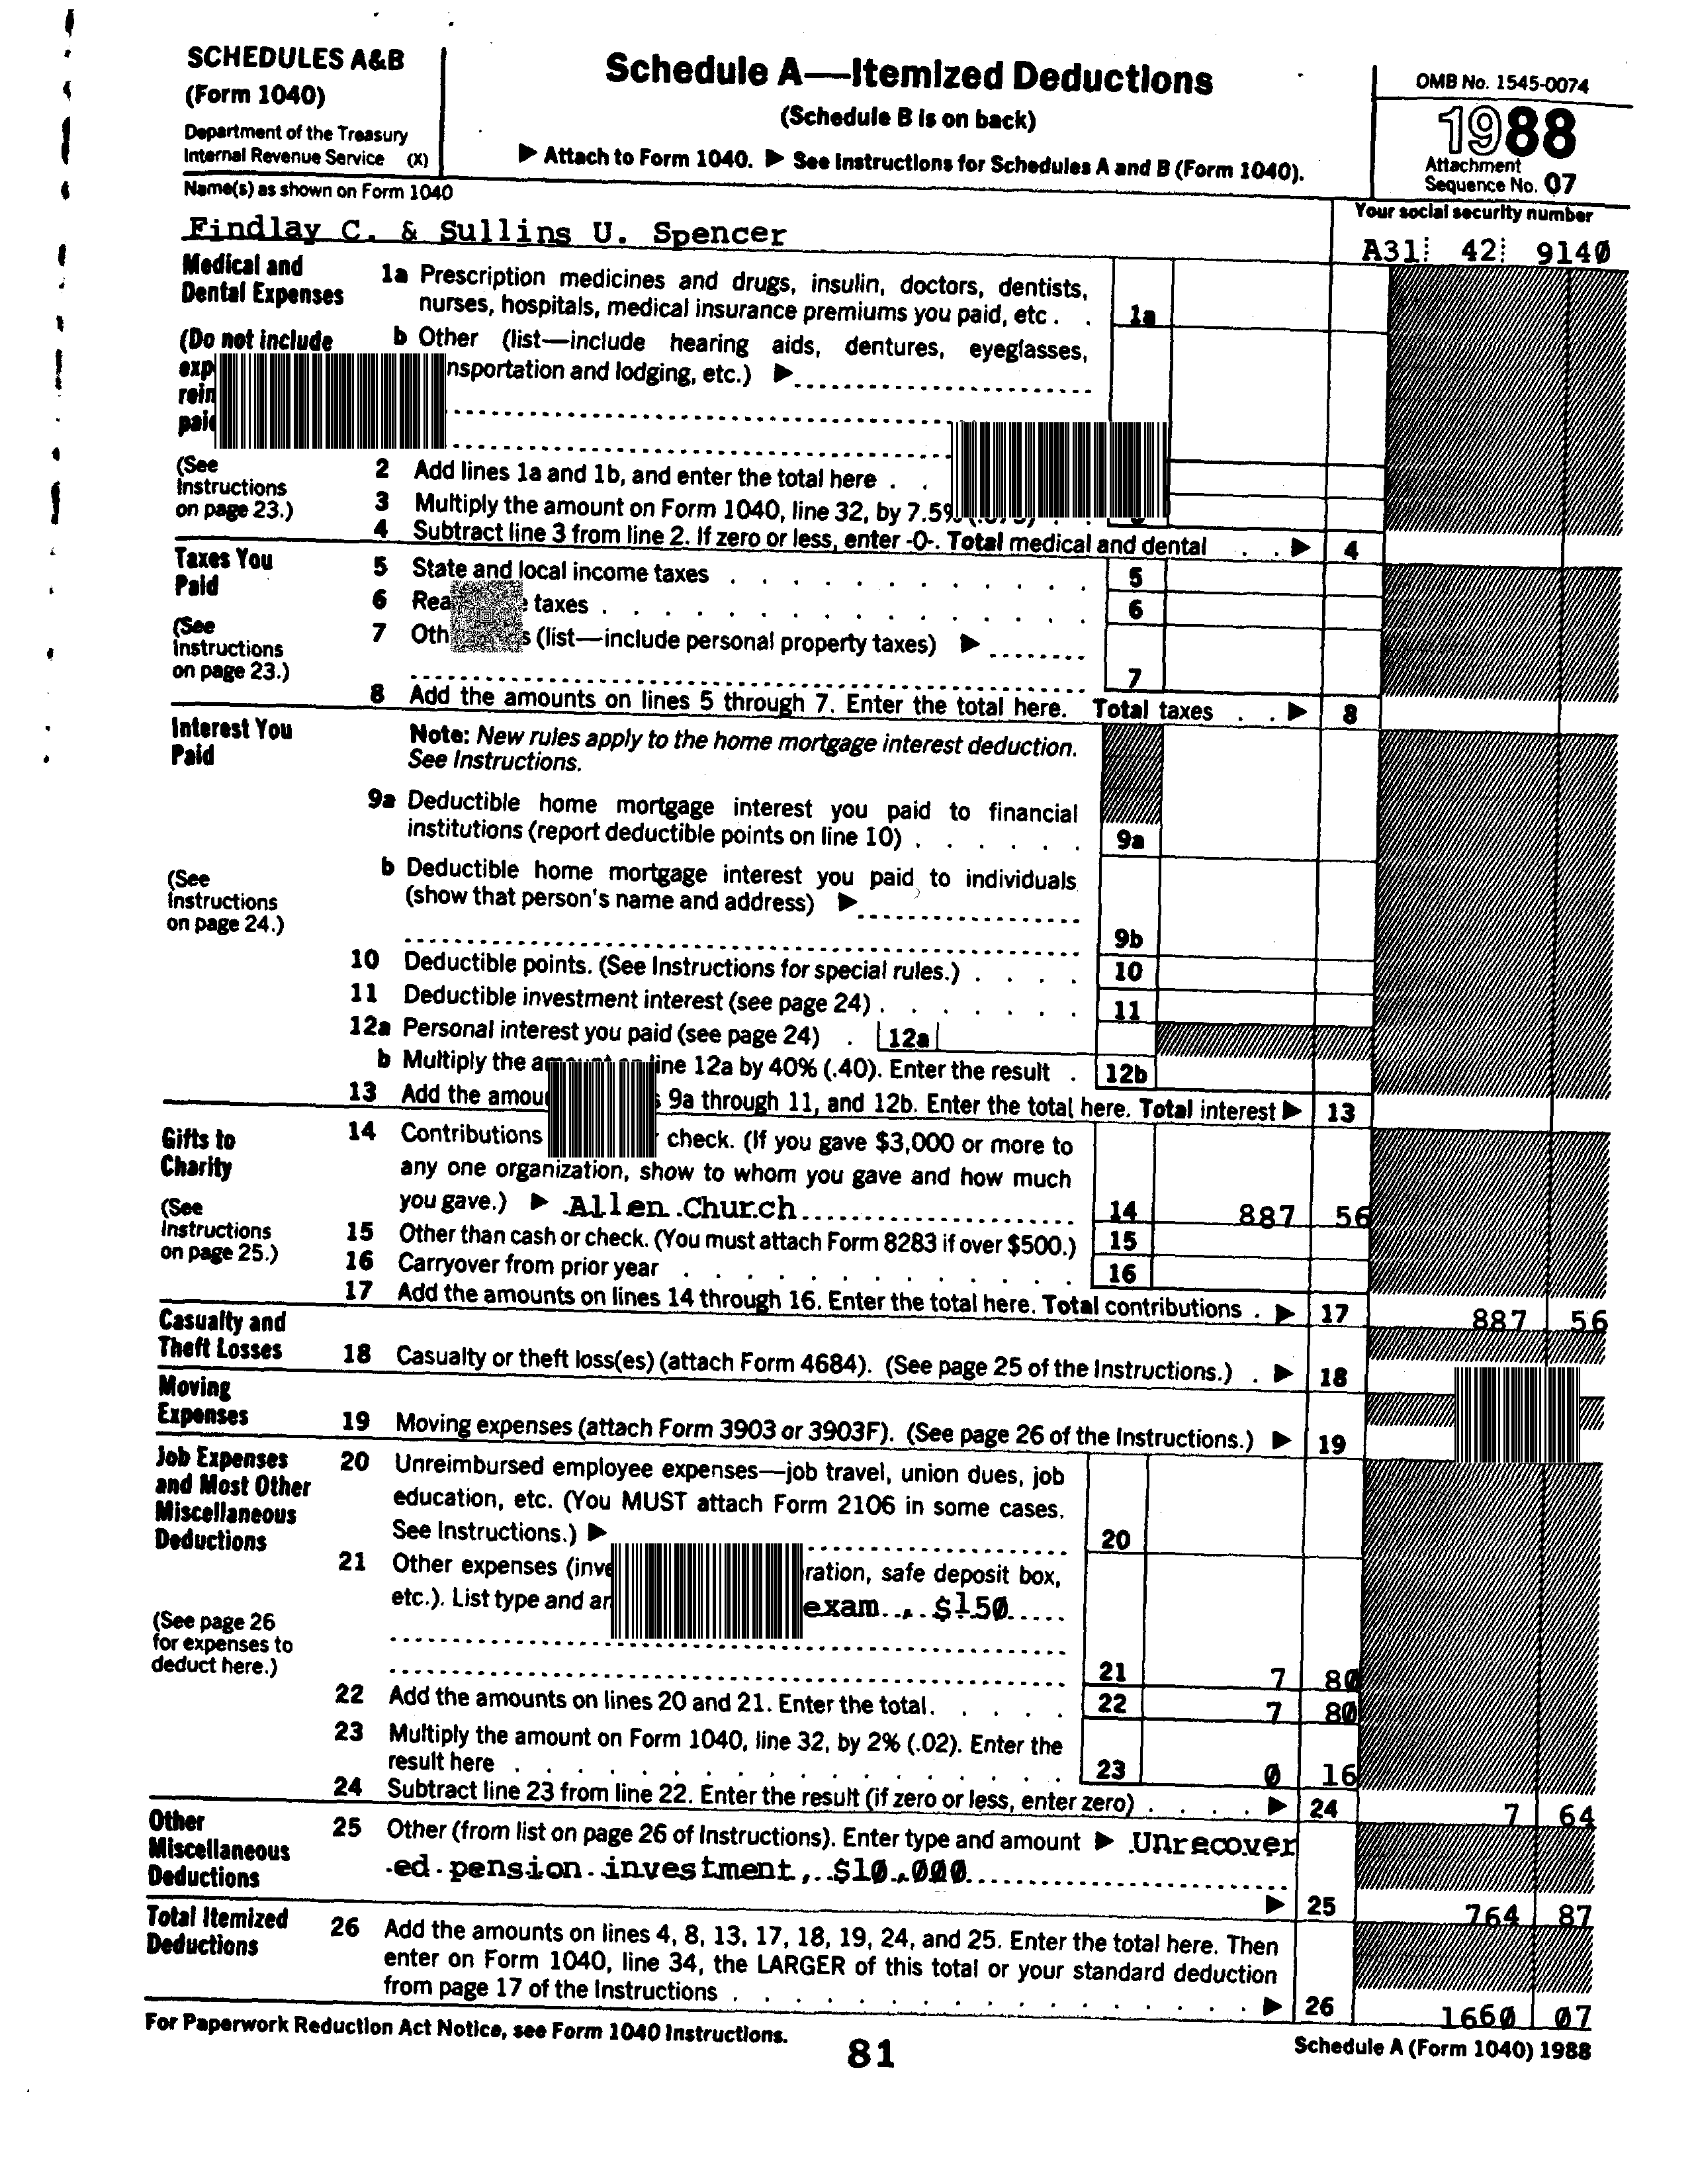 SCHEDULES A&B
(Form 1040)
Department of the Treasury
Internal Revenue Service (X)
Schedule A—Itemized Deductions
(Schedule B is on back)
▶ Attach to Form 1040. ▶ See Instructions for Schedules A and B (Form 1040).
OMB No. 1545-0074
1988
Attachment
Sequence No. 07
Name(s) as shown on Form 1040
Your social security number
Findlay C. & Sullins U. Spencer
A31 42 9140
Medical and
Dental Expenses
(Do not include
(See
Instructions
on page 23.)
1a Prescription medicines and drugs, insulin, doctors, dentists,
nurses, hospitals, medical insurance premiums you paid, etc . . 1a
b Other (list—include hearing aids, dentures, eyeglasses,
and lodging, etc.) ▶
2 Add lines 1a and 1b, and enter the total here . .
3 Multiply the amount on Form 1040, line 32, by
4 Subtract line 3 from line 2. If zero or less, enter -0-. Total medical and dental . . ▶ 4
Taxes You
Paid
(See
Instructions
on page 23.)
5 State and local income taxes . . . . . . . . . . . . 5
6 taxes . . . . . . . . . . . . . . 6
7 (list—include personal property taxes) ▶
7
8 Add the amounts on lines 5 through 7. Enter the total here. Total taxes . . ▶ 8
Interest You
Paid
(See
Instructions
on page 24.)
Note: New rules apply to the home mortgage interest deduction.
See Instructions.
9a Deductible home mortgage interest you paid to financial
institutions (report deductible points on line 10) . . . . . . 9a
b Deductible home mortgage interest you paid to individuals
(show that person's name and address) ▶
9b
10 Deductible points. (See Instructions for special rules.) . . . . 10
11 Deductible investment interest (see page 24) . . . . . . . 11
12a Personal interest you paid (see page 24) . 12a
b Multiply the line 12a by 40% (.40). Enter the result . 12b
13 Add the 9a through 11, and 12b. Enter the total here. Total interest ▶ 13
Gifts to
Charity
(See
Instructions
on page 25.)
14 Contributions check. (If you gave $3,000 or more to
any one organization, show to whom you gave and how much
you gave.) ▶ Allen Church 14 887 56
15 Other than cash or check. (You must attach Form 8283 if over $500.) 15
16 Carryover from prior year . . . . . . . . . . . . 16
17 Add the amounts on lines 14 through 16. Enter the total here. Total contributions . ▶ 17 887 56
Casualty and
Theft Losses
18 Casualty or theft loss(es) (attach Form 4684). (See page 25 of the Instructions.) . ▶ 18
Moving
Expenses
19 Moving expenses (attach Form 3903 or 3903F). (See page 26 of the Instructions.) ▶ 19
Job Expenses
and Most Other
Miscellaneous
Deductions
(See page 26
for expenses to
deduct here.)
20 Unreimbursed employee expenses—job travel, union dues, job
education, etc. (You MUST attach Form 2106 in some cases.
See Instructions.) ▶ 20
21 Other expenses safe deposit box,
etc.). List type and exam , $150
21 7 80
22 Add the amounts on lines 20 and 21. Enter the total. . . . . 22 7 80
23 Multiply the amount on Form 1040, line 32, by 2% (.02). Enter the
result here . . . . . . . . . . . . . . . . 23 0 16
24 Subtract line 23 from line 22. Enter the result (if zero or less, enter zero) . . . . ▶ 24 7 64
Other
Miscellaneous
Deductions
25 Other (from list on page 26 of Instructions). Enter type and amount ▶ Unrecover
ed pension investment, $10,000
▶ 25 764 87
Total Itemized
Deductions
26 Add the amounts on lines 4, 8, 13, 17, 18, 19, 24, and 25. Enter the total here. Then
enter on Form 1040, line 34, the LARGER of this total or your standard deduction
from page 17 of the Instructions . . . . . . . . . . . . . . . . ▶ 26 1660 07
For Paperwork Reduction Act Notice, see Form 1040 Instructions.
81
Schedule A (Form 1040) 1988